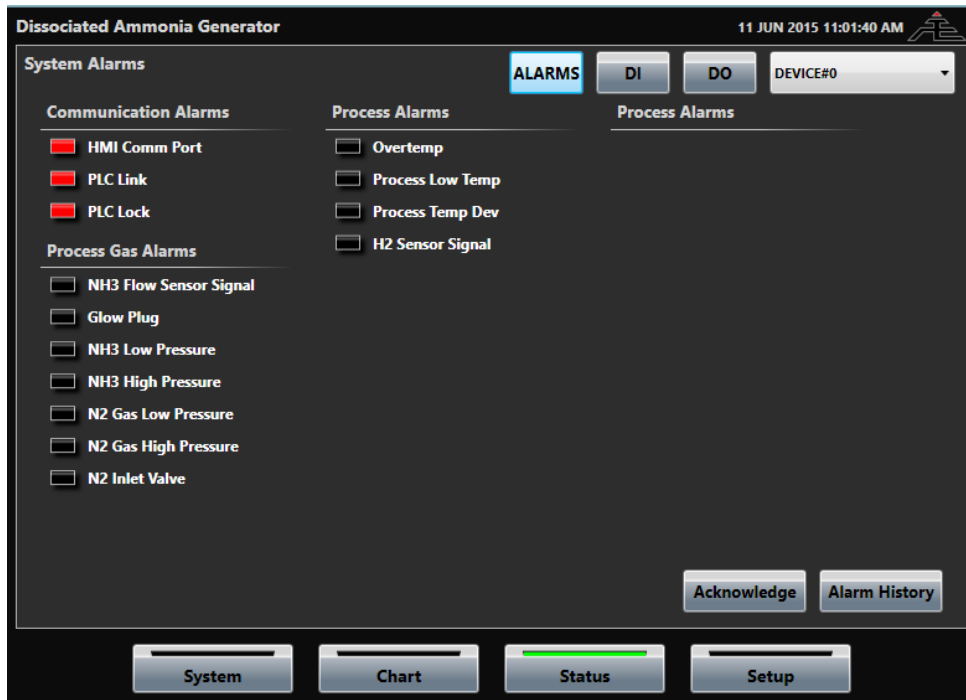 Dissociated Ammonia Generator
11 JUN 2015 11:01:40 AM
System Alarms
ALARMS
DI
DO
DEVICE#0
Communication Alarms
HMI Comm Port
PLC Link
PLC Lock
Process Gas Alarms
NH3 Flow Sensor Signal
Glow Plug
NH3 Low Pressure
NH3 High Pressure
N2 Gas Low Pressure
N2 Gas High Pressure
N2 Inlet Valve
Process Alarms
Overtemp
Process Low Temp
Process Temp Dev
H2 Sensor Signal
Process Alarms
Acknowledge
Alarm History
System
Chart
Status
Setup